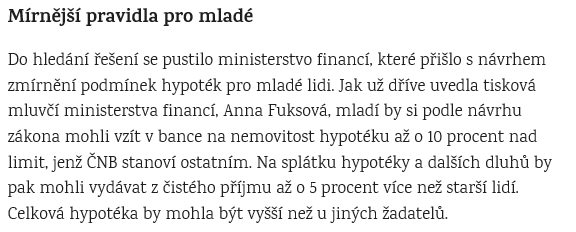 Mírnější pravidla pro mladé
Do hledání řešení se pustilo ministerstvo financí, které přišlo s návrhem
zmírnění podmínek hypoték pro mladé lidi. Jak už dříve uvedla tisková
mluvčí ministerstva financí, Anna Fuksová, mladí by si podle návrhu
zákona mohli vzít v bance na nemovitost hypotéku až o 10 procent nad
limit, jenž ČNB stanoví ostatním. Na splátku hypotéky a dalších dluhů by
pak mohli vydávat z čistého příjmu až o 5 procent více než starší lidí.
Celková hypotéka by mohla být vyšší než u jiných žadatelů.